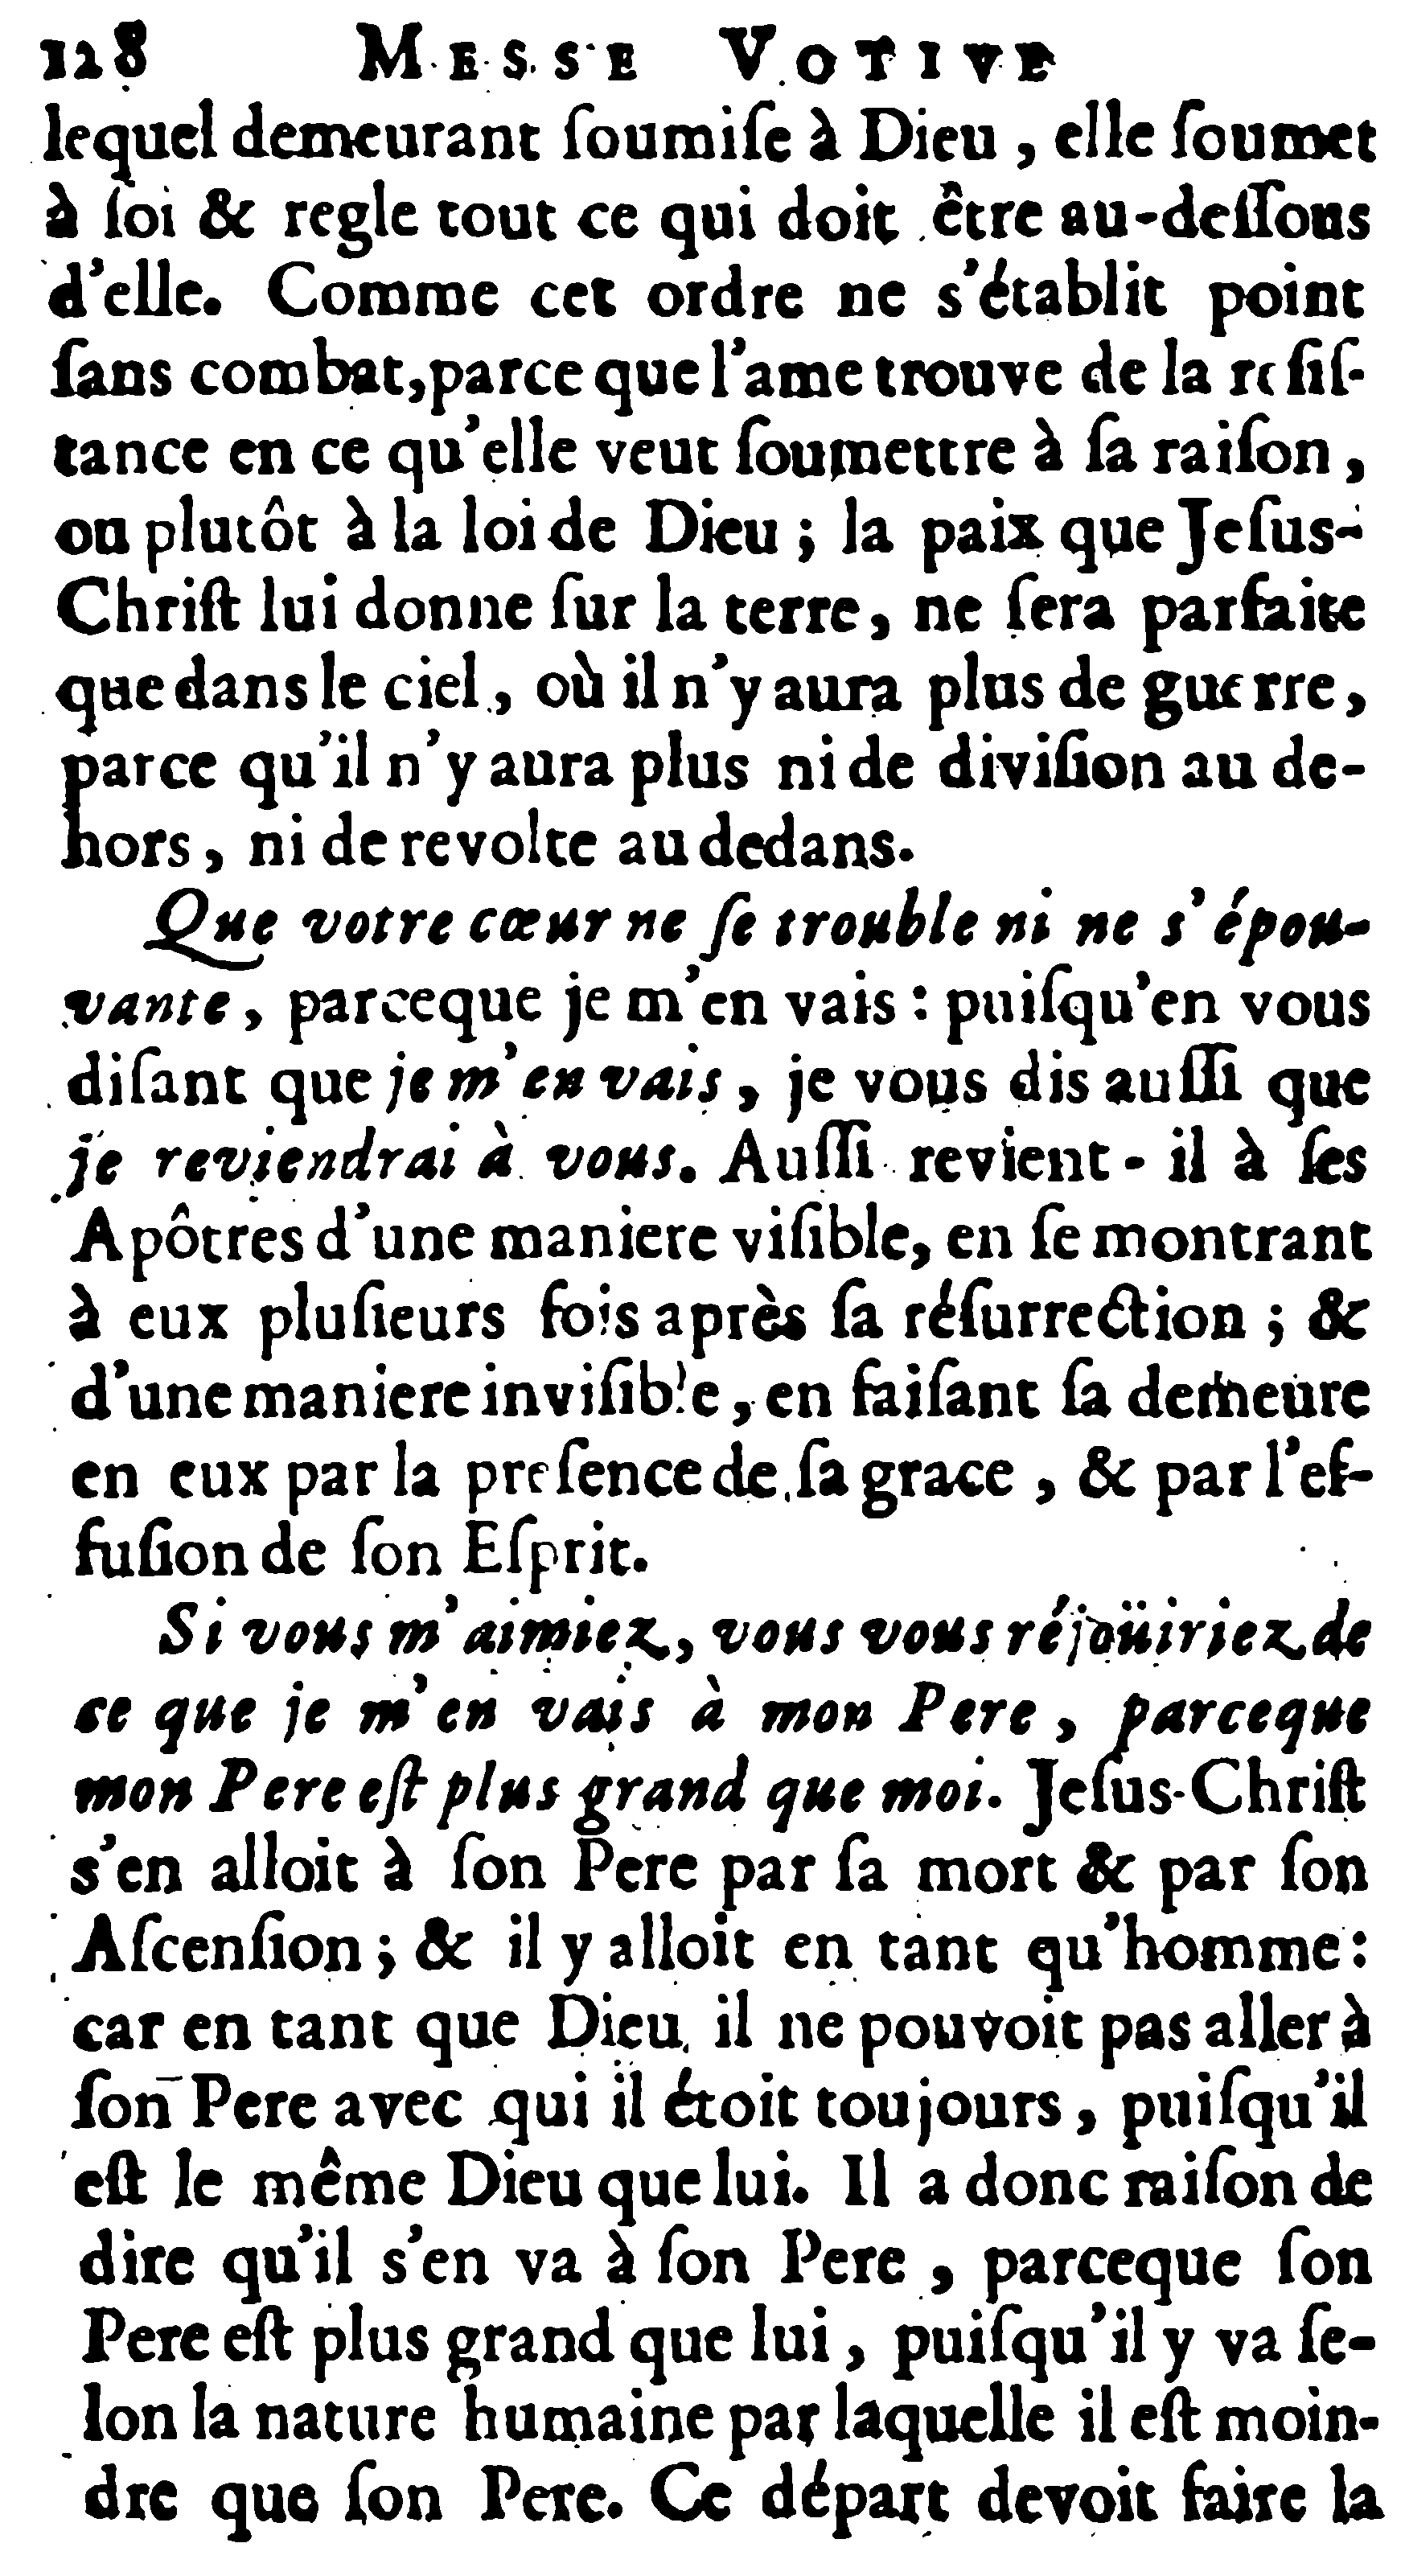 128 MESSE VOTIVE
lequel demeurant ſoumiſe à Dieu, elle ſoumet
à ſoi & regle tout ce qui doit être au-deſſous
d'elle. Comme cet ordre ne s'établit point
ſans combat, parce que l'ame trouve de la reſiſ-
tance en ce qu'elle veut ſoumettre à ſa raiſon,
ou plutôt à la loi de Dieu ; la paix que Jeſus-
Chriſt lui donne ſur la terre, ne ſera parfaite
que dans le ciel, où il n'y aura plus de guerre,
parce qu'il n'y aura plus ni de diviſion au de-
hors, ni de revolte au dedans.
Que votre cœur ne ſe trouble ni ne s'épou-
vante, parceque je m'en vais : puiſqu'en vous
diſant que je m'en vais, je vous dis auſſi que
je reviendrai à vous. Auſſi revient-il à ſes
Apôtres d'une maniere viſible, en ſe montrant
à eux pluſieurs fois après ſa réſurrection ; &
d'une maniere inviſible, en faiſant ſa demeure
en eux par la preſence de ſa grace, & par l'ef-
fuſion de ſon Eſprit.
Si vous m'aimiez, vous vous réjoüiriez de
ce que je m'en vais à mon Pere, parceque
mon Pere eſt plus grand que moi. Jeſus-Chriſt
s'en alloit à ſon Pere par ſa mort & par ſon
Aſcenſion ; & il y alloit en tant qu'homme :
car en tant que Dieu, il ne pouvoit pas aller à
ſon Pere avec qui il étoit toujours, puiſqu'il
eſt le même Dieu que lui. Il a donc raiſon de
dire qu'il s'en va à ſon Pere, parceque ſon
Pere eſt plus grand que lui, puiſqu'il y va ſe-
lon la nature humaine par laquelle il eſt moin-
dre que ſon Pere. Ce départ devoit faire la